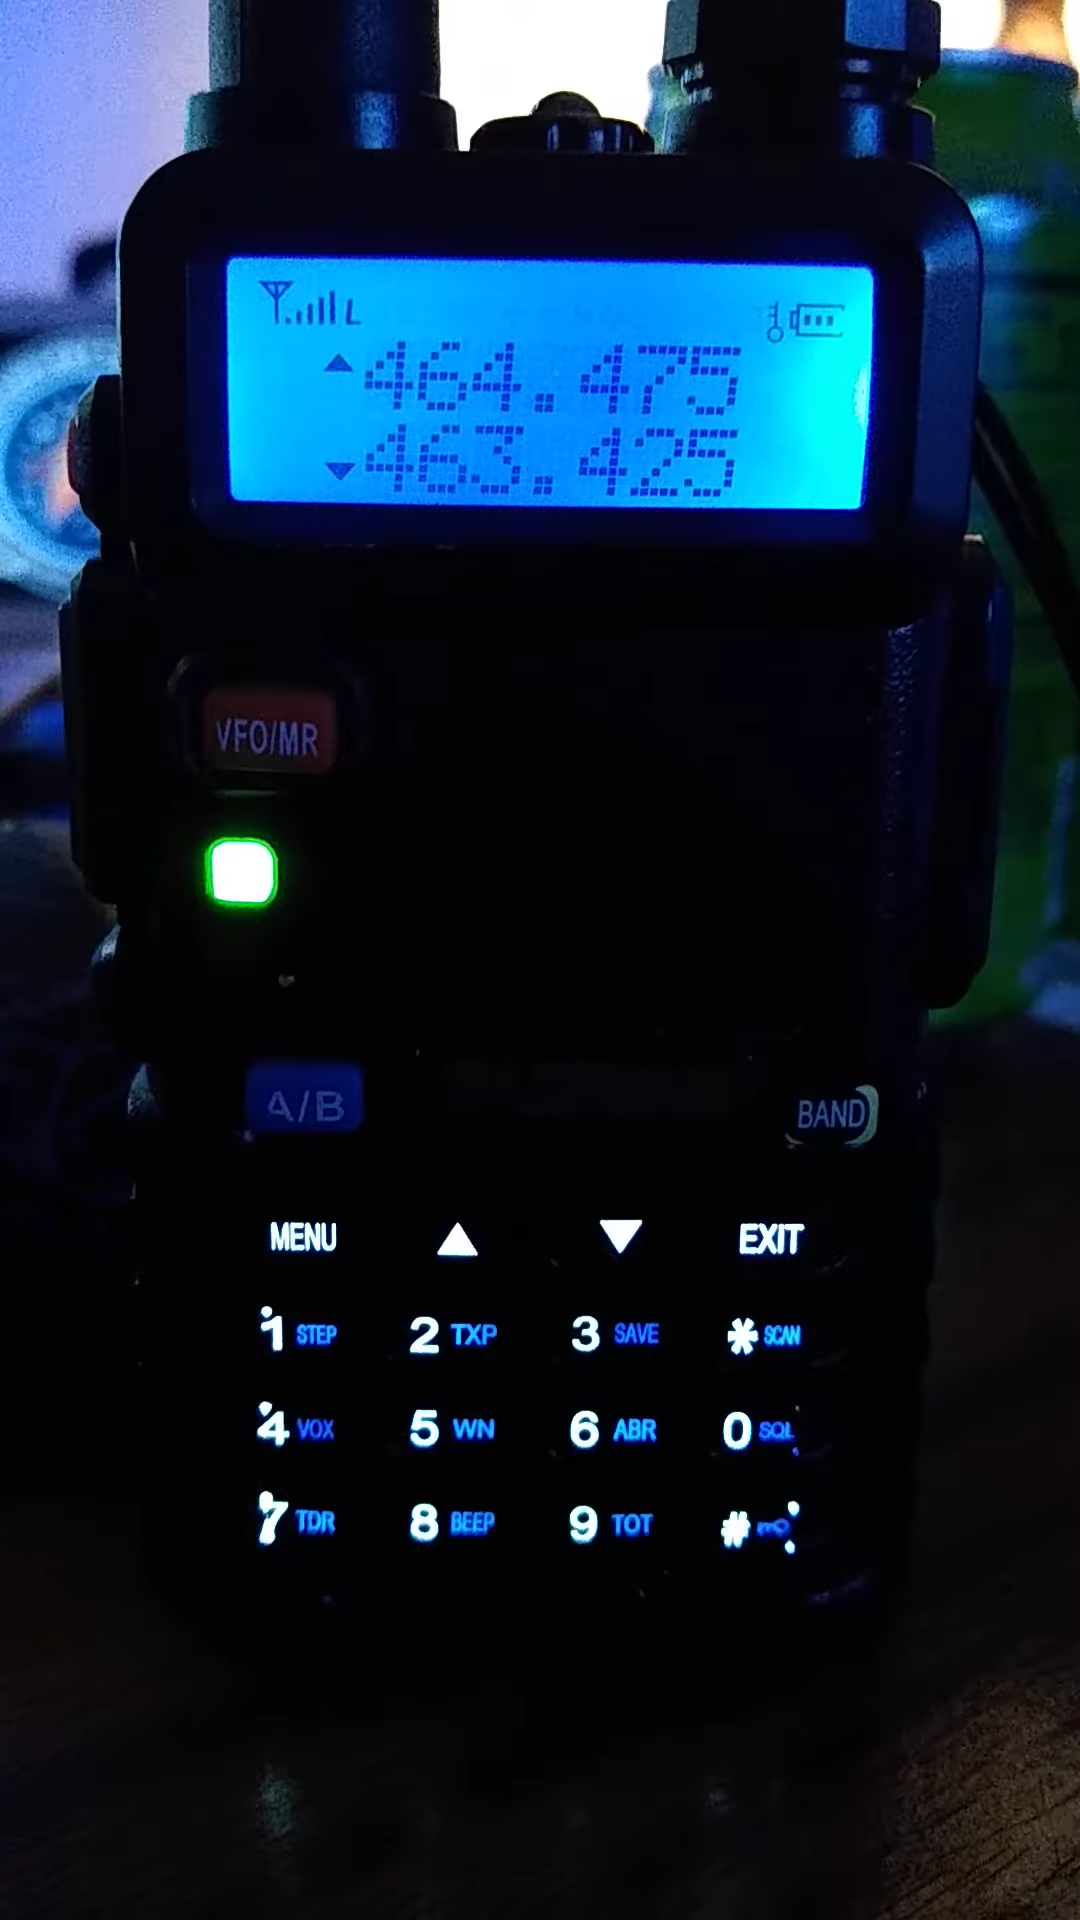 L
464.475
463.425
VFO/MR
A/B
BAND
MENU ▲ ▼ EXIT
1 STEP 2 TXP 3 SAVE * SCAN
4 VOX 5 WN 6 ABR 0 SQL
7 TDR 8 BEEP 9 TOT #